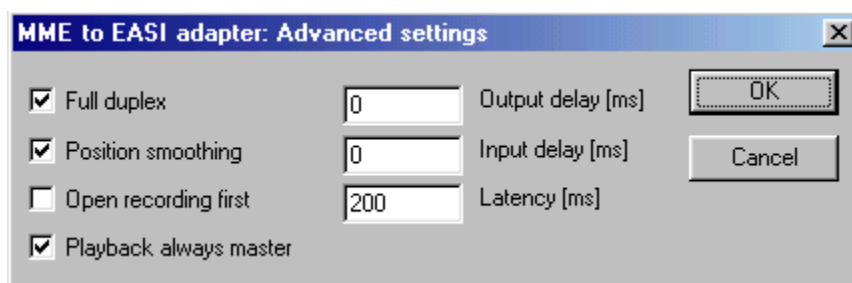 MME to EASI adapter: Advanced settings
Full duplex 0 Output delay [ms] OK
Position smoothing 0 Input delay [ms] Cancel
Open recording first 200 Latency [ms]
Playback always master